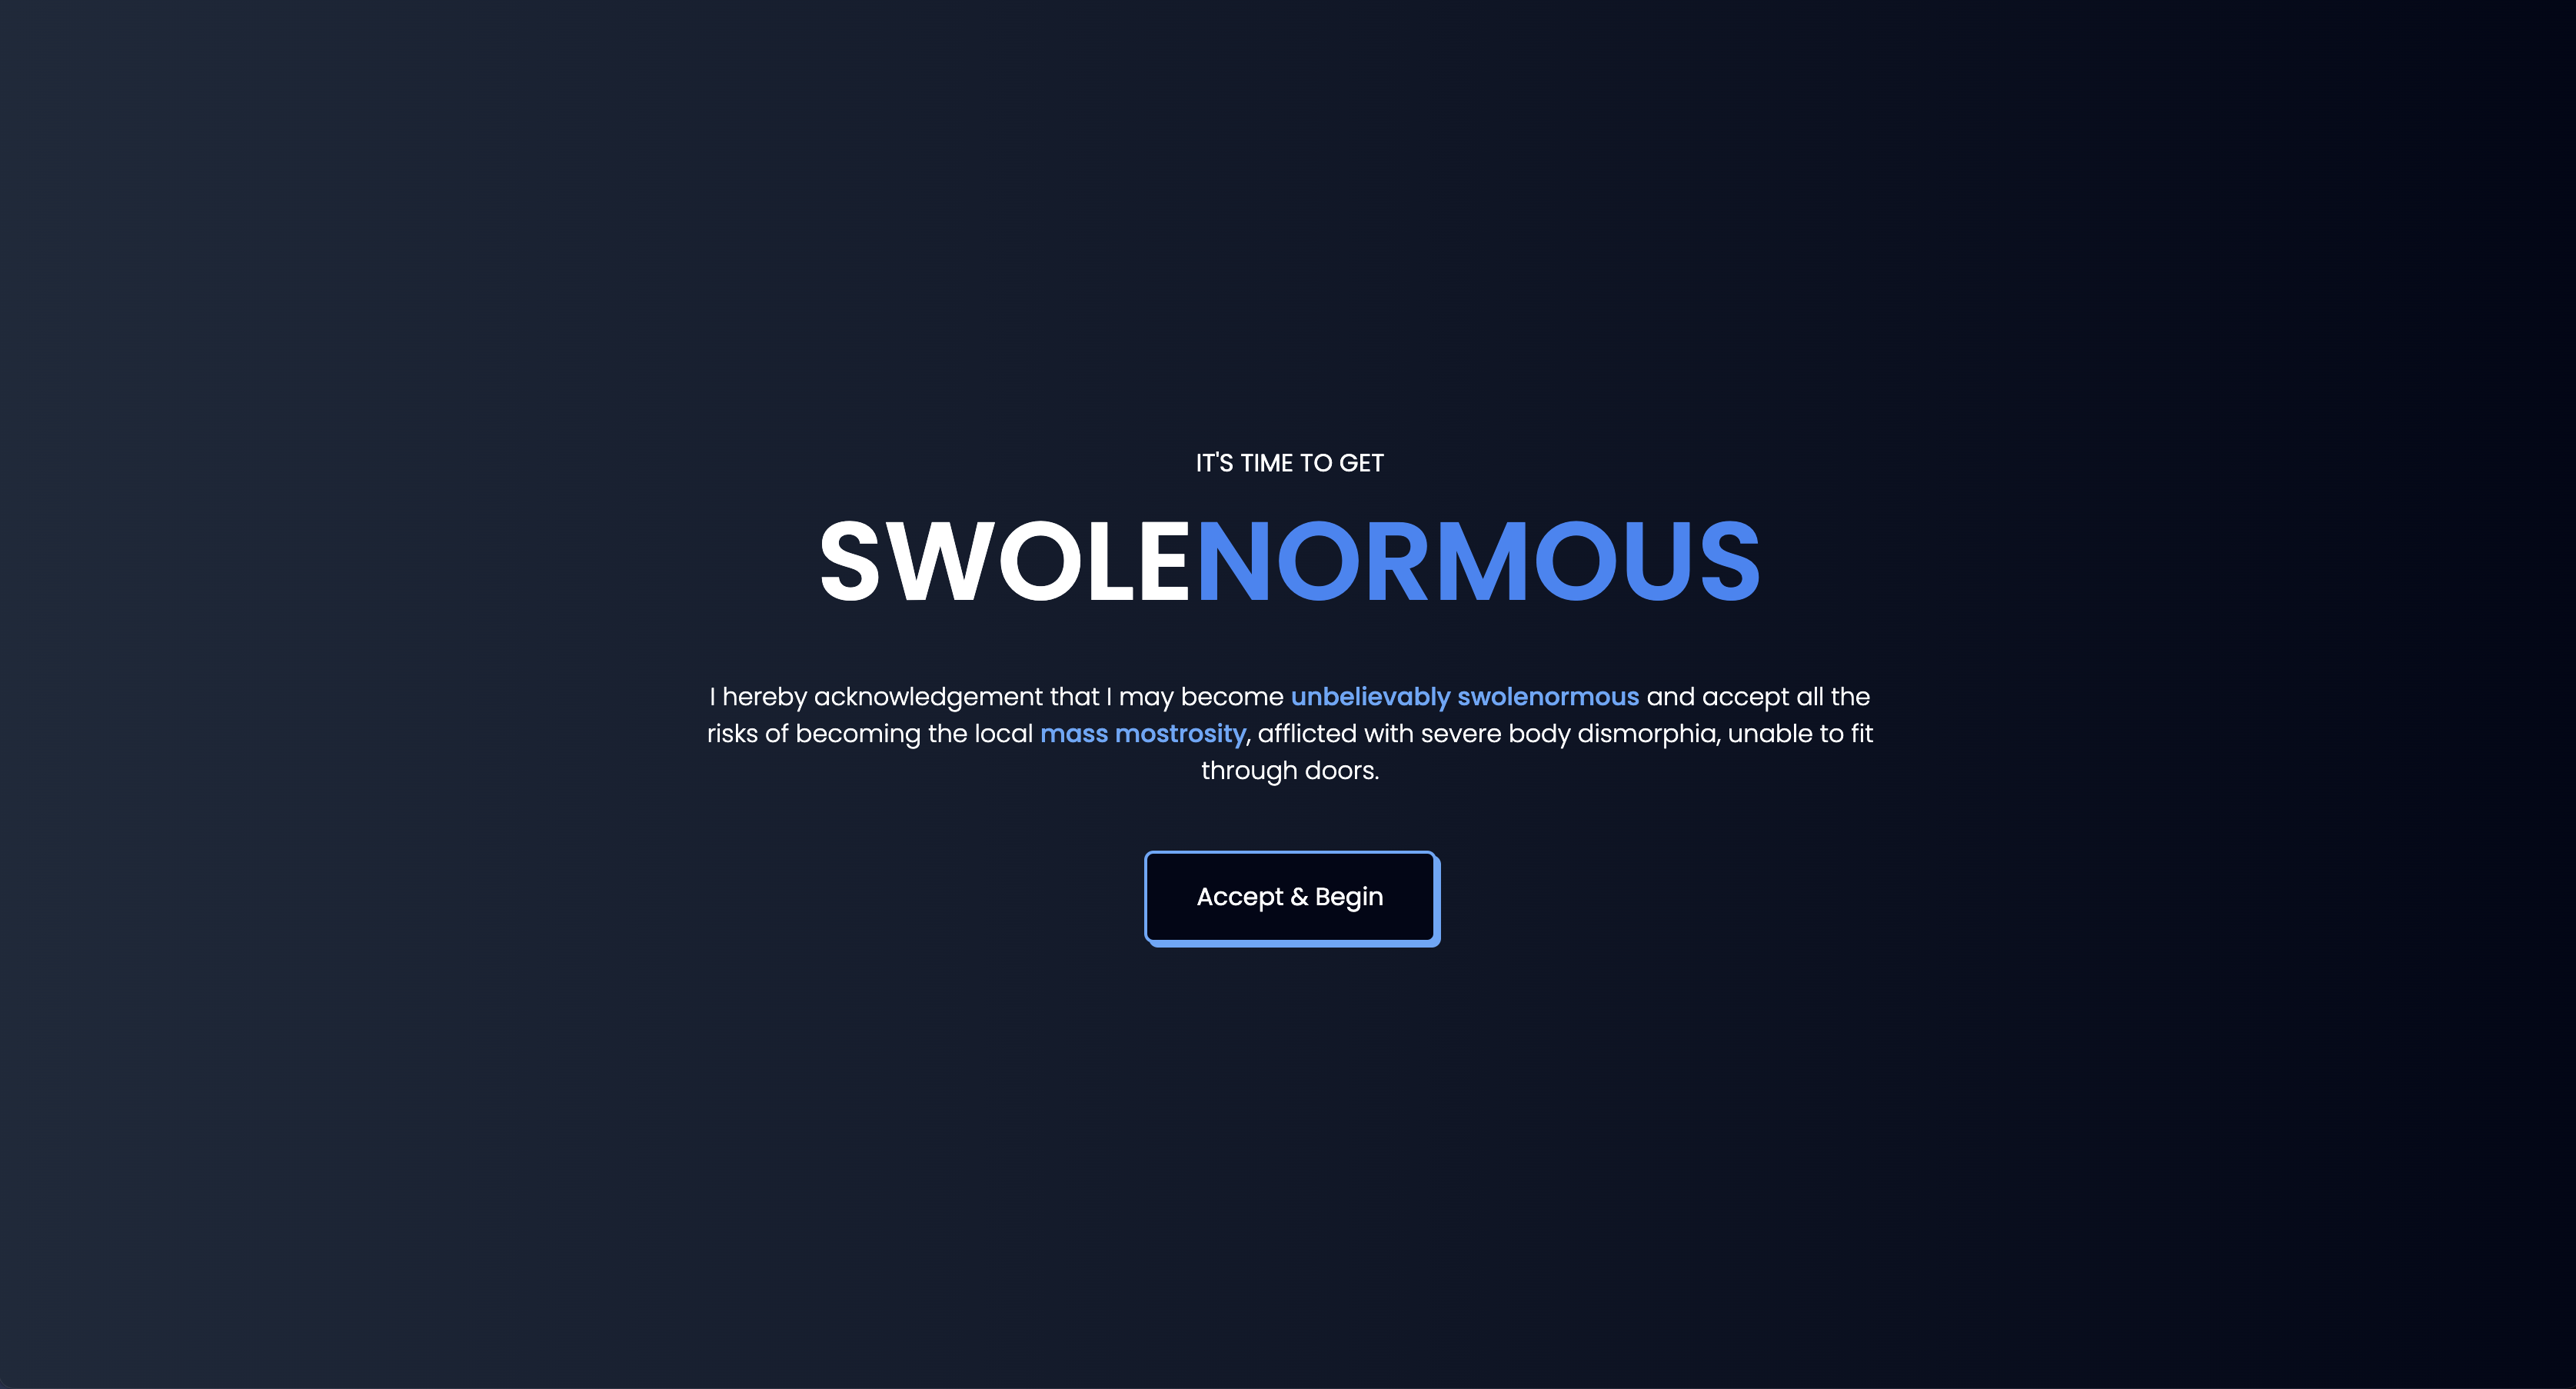 IT'S TIME TO GET
SWOLENORMOUS
I hereby acknowledgement that I may become unbelievably swolenormous and accept all the
risks of becoming the local mass mostrosity, afflicted with severe body dismorphia, unable to fit
through doors.
Accept & Begin